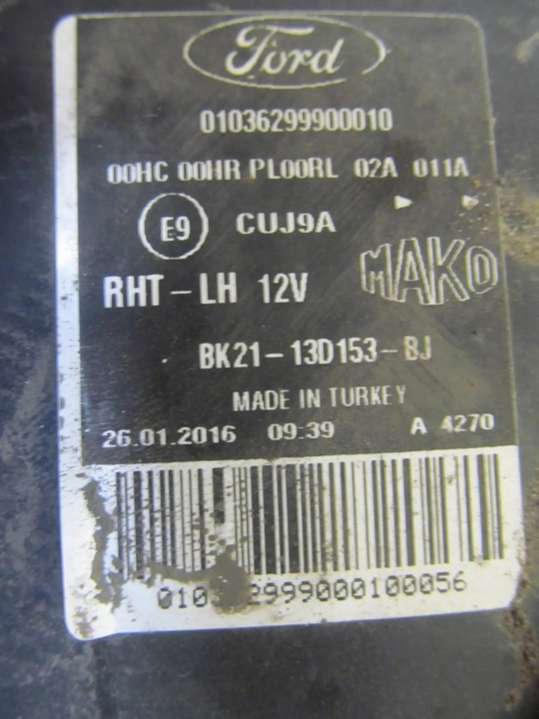 Ford
01036299900010
00HC 00HR PL00RL 02A 011A
E9 CUJ9A
RHT-LH 12V MAKO
BK21-13D153-BJ
MADE IN TURKEY
26.01.2016 09:39 A 4270